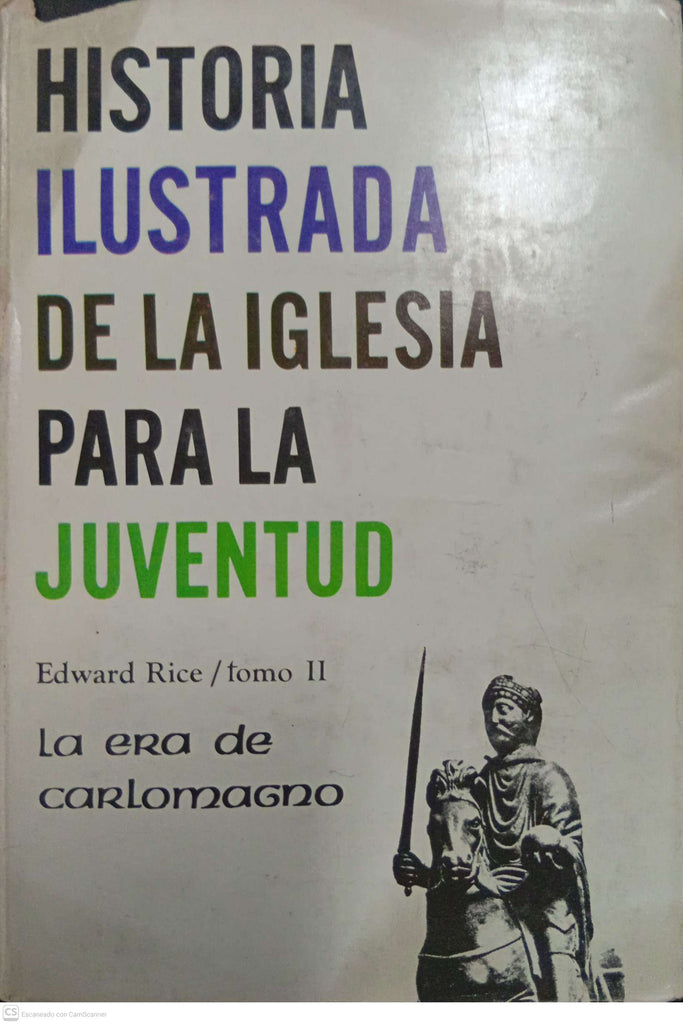 HISTORIA
ILUSTRADA
DE LA IGLESIA
PARA LA
JUVENTUD
Edward Rice / tomo II
La era de
carlomagno
CS Escaneado con CamScanner